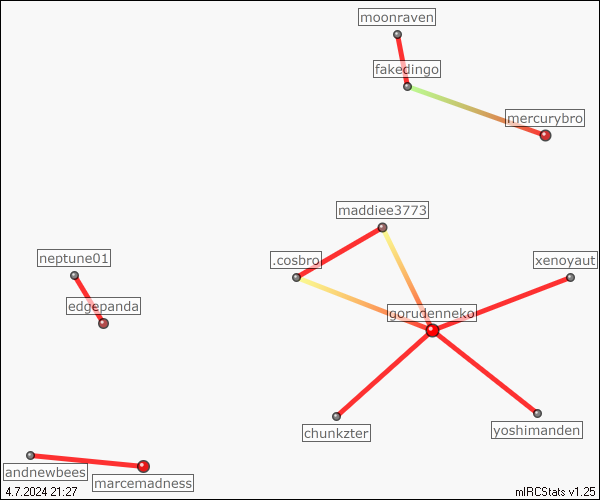 moonraven
fakedingo
mercurybro
maddiee3773
neptune01
.cosbro
xenoyaut
edgepanda
gorudenneko
chunkzter
yoshimanden
andnewbees
marcemadness
4.7.2024 21:27
mIRCStats v1.25